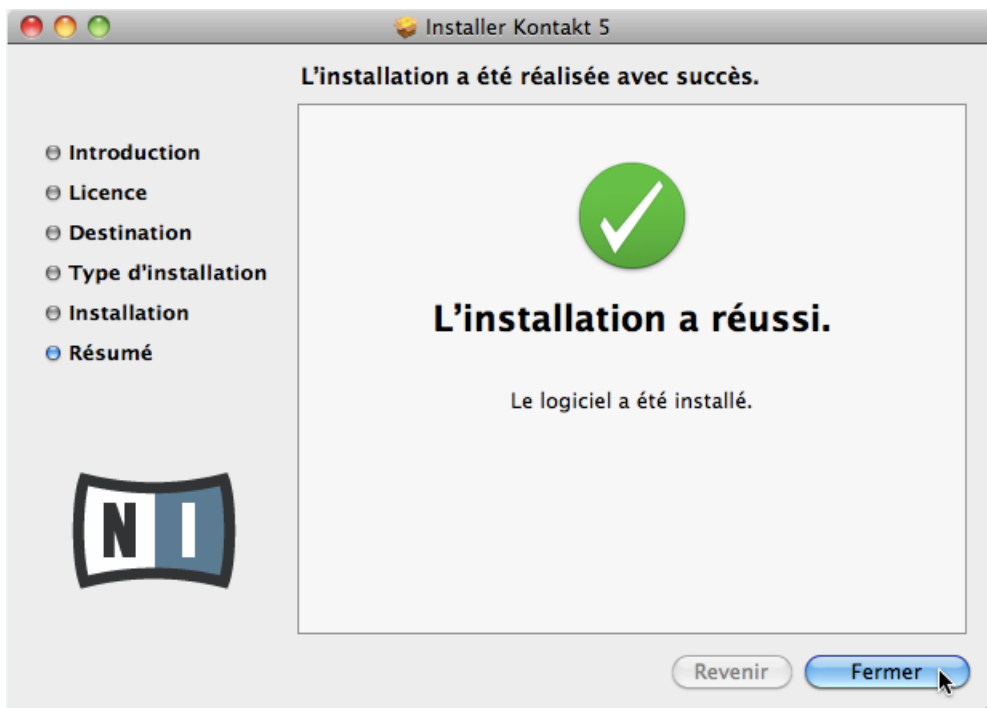 Installer Kontakt 5
L'installation a été réalisée avec succès.
Introduction
Licence
Destination
Type d'installation
Installation
Résumé
L’installation a réussi.
Le logiciel a été installé.
NI
Revenir
Fermer